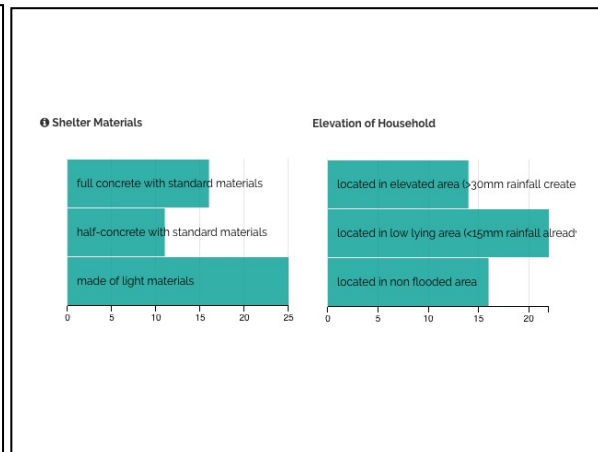 Shelter Materials
full concrete with standard materials
half-concrete with standard materials
made of light materials
0 5 10 15 20 25
Elevation of Household
located in elevated area (>30mm rainfall create
located in low lying area (<15mm rainfall alread
located in non flooded area
0 5 10 15 20